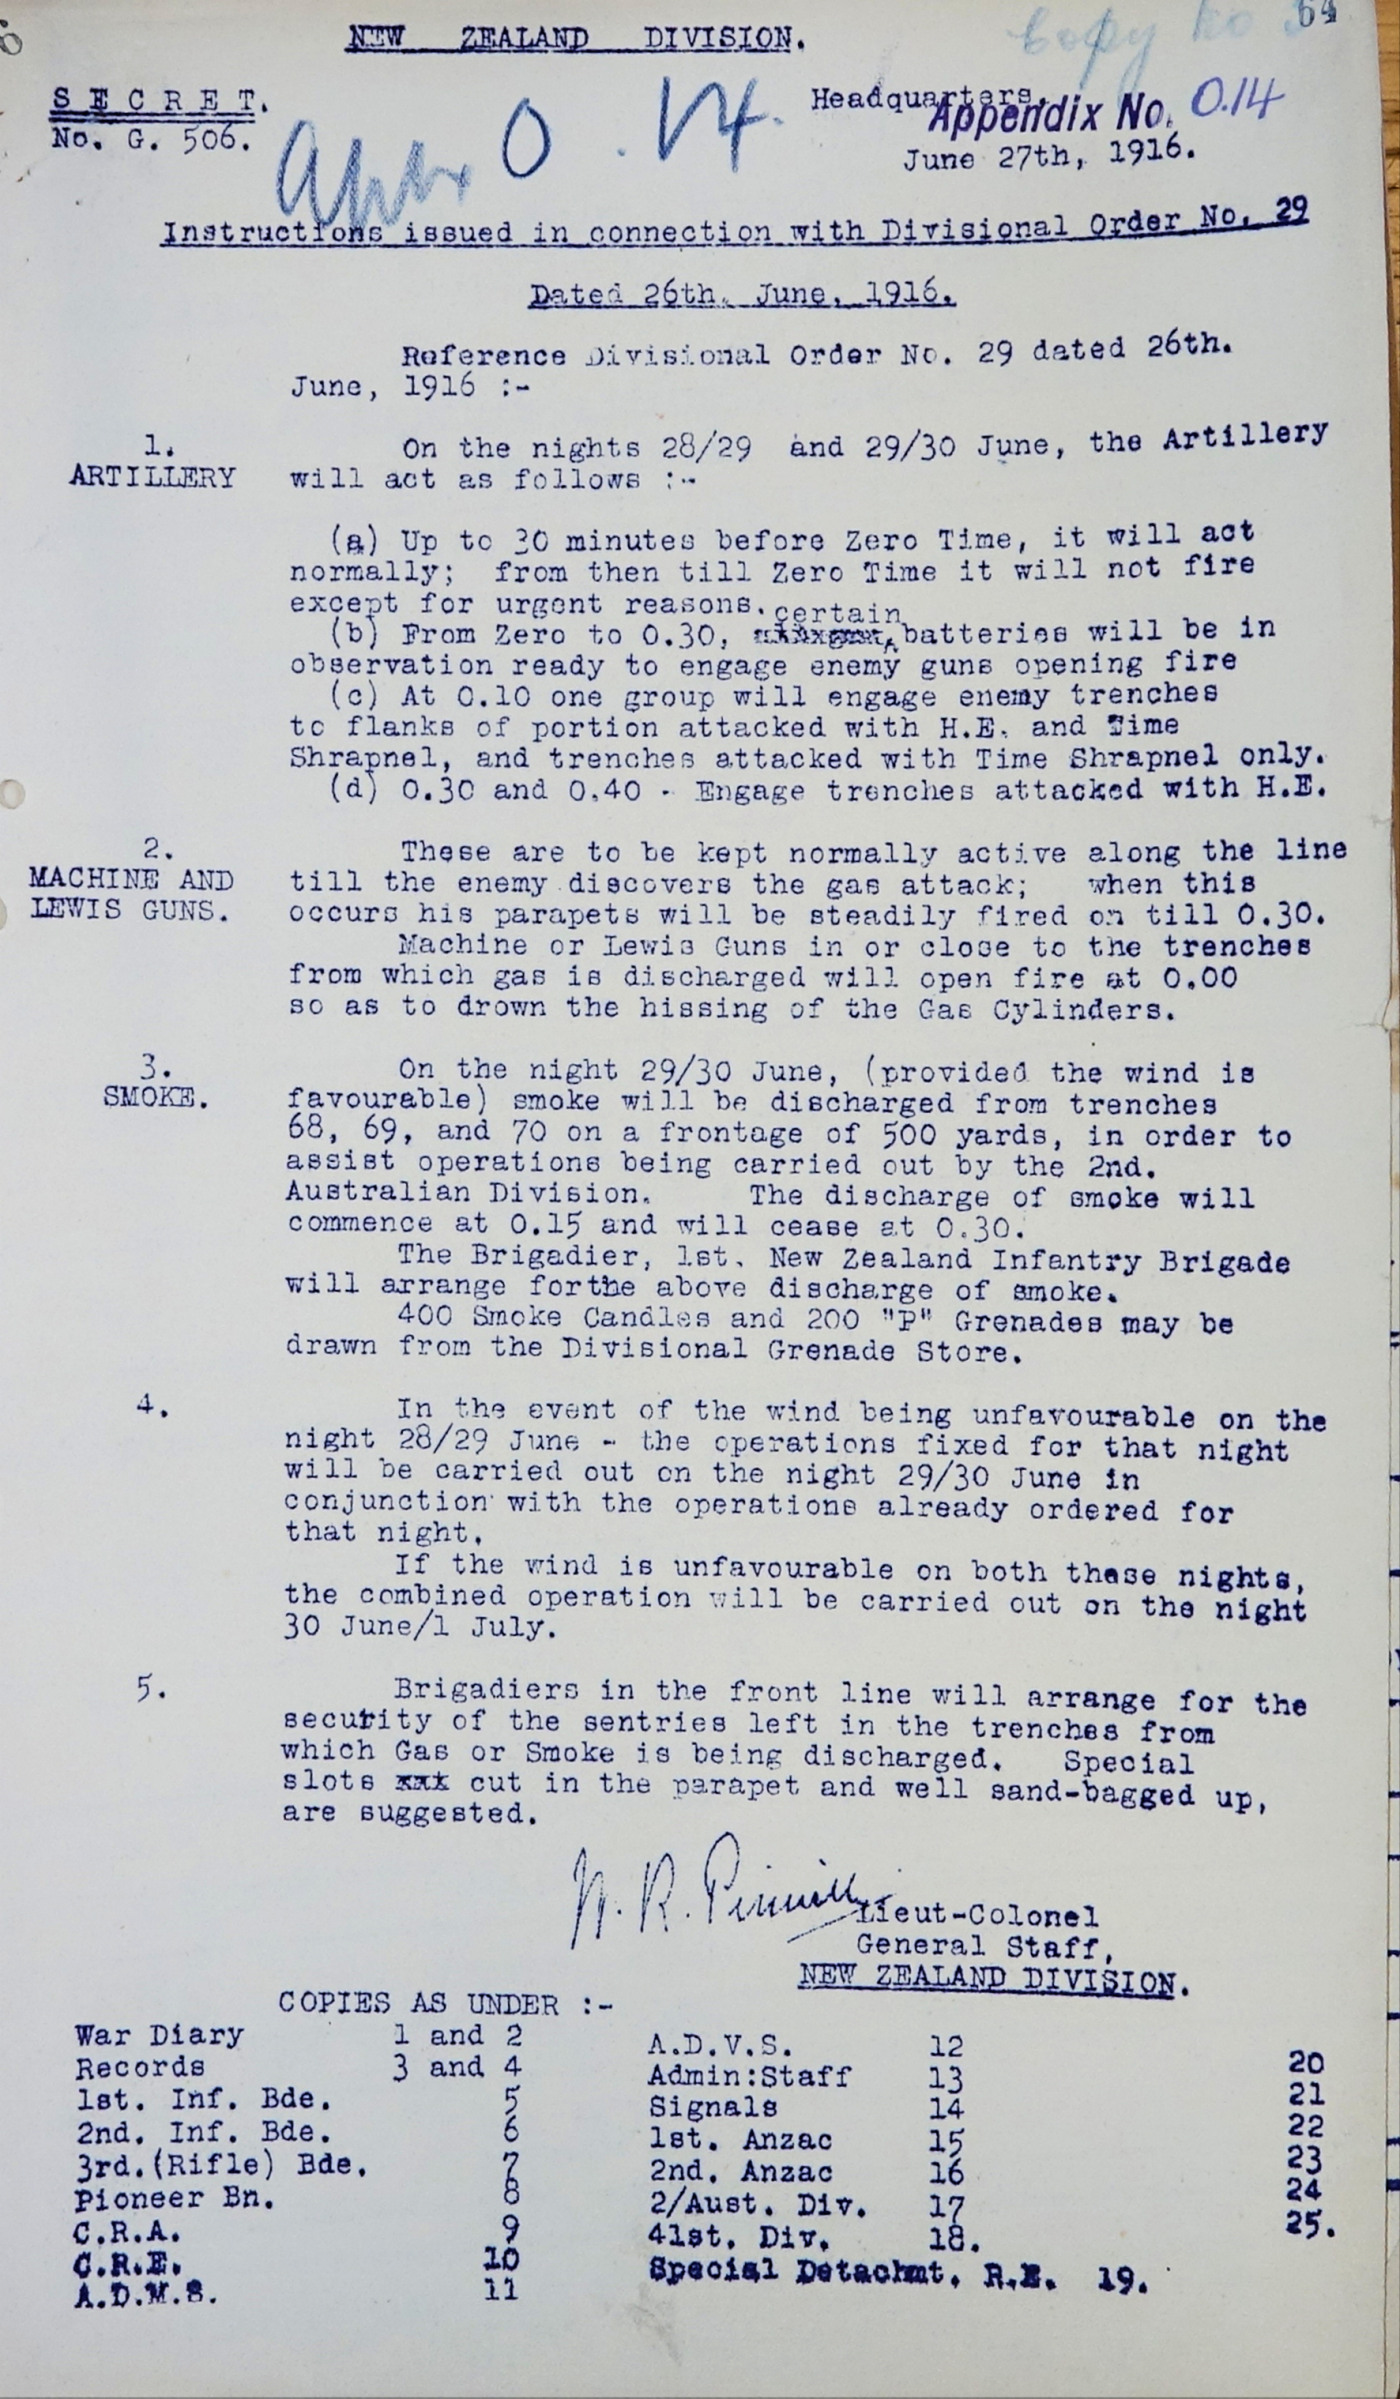 64
Copy No
NEW ZEALAND DIVISION.
SECRET.
No. G. 506.
Headquarters,
Appendix No. O.14
June 27th, 1916.
O. 14.
Instructions issued in connection with Divisional Order No. 29
Dated 26th. June, 1916.
Reference Divisional Order No. 29 dated 26th.
June, 1916 :-
1.
ARTILLERY
On the nights 28/29 and 29/30 June, the Artillery
will act as follows :-
(a) Up to 30 minutes before Zero Time, it will act
normally; from then till Zero Time it will not fire
except for urgent reasons.
certain
(b) From Zero to 0.30, batteries will be in
observation ready to engage enemy guns opening fire
(c) At 0.10 one group will engage enemy trenches
to flanks of portion attacked with H.E. and Time
Shrapnel, and trenches attacked with Time Shrapnel only.
(d) 0.30 and 0.40 - Engage trenches attacked with H.E.
2.
MACHINE AND
LEWIS GUNS.
These are to be kept normally active along the line
till the enemy discovers the gas attack; when this
occurs his parapets will be steadily fired on till 0.30.
Machine or Lewis Guns in or close to the trenches
from which gas is discharged will open fire at 0.00
so as to drown the hissing of the Gas Cylinders.
3.
SMOKE.
On the night 29/30 June, (provided the wind is
favourable) smoke will be discharged from trenches
68, 69, and 70 on a frontage of 500 yards, in order to
assist operations being carried out by the 2nd.
Australian Division. The discharge of smoke will
commence at 0.15 and will cease at 0.30.
The Brigadier, 1st. New Zealand Infantry Brigade
will arrange forthe above discharge of smoke.
400 Smoke Candles and 200 "P" Grenades may be
drawn from the Divisional Grenade Store.
4.
In the event of the wind being unfavourable on the
night 28/29 June - the operations fixed for that night
will be carried out on the night 29/30 June in
conjunction with the operations already ordered for
that night.
If the wind is unfavourable on both these nights,
the combined operation will be carried out on the night
30 June/1 July.
5.
Brigadiers in the front line will arrange for the
security of the sentries left in the trenches from
which Gas or Smoke is being discharged. Special
slots xxx cut in the parapet and well sand-bagged up,
are suggested.
W. R. Pinwill
Lieut-Colonel
General Staff,
NEW ZEALAND DIVISION.
COPIES AS UNDER :-
War Diary 1 and 2
Records 3 and 4
1st. Inf. Bde. 5
2nd. Inf. Bde. 6
3rd.(Rifle) Bde. 7
Pioneer Bn. 8
C.R.A. 9
C.R.E. 10
A.D.M.S. 11
A.D.V.S. 12
Admin:Staff 13
Signals 14
1st. Anzac 15
2nd. Anzac 16
2/Aust. Div. 17
41st. Div. 18.
Special Detachmt. R.E. 19.
20
21
22
23
24
25.